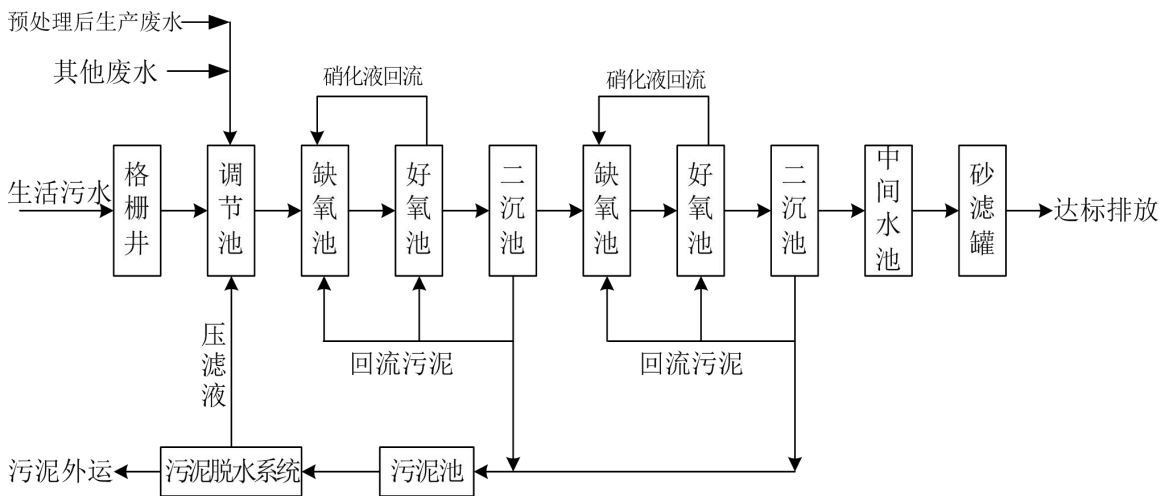 预处理后生产废水
其他废水
硝化液回流
硝化液回流
生活污水
格栅井
调节池
缺氧池
好氧池
二沉池
缺氧池
好氧池
二沉池
中间水池
砂滤罐
达标排放
压滤液
回流污泥
回流污泥
污泥外运
污泥脱水系统
污泥池